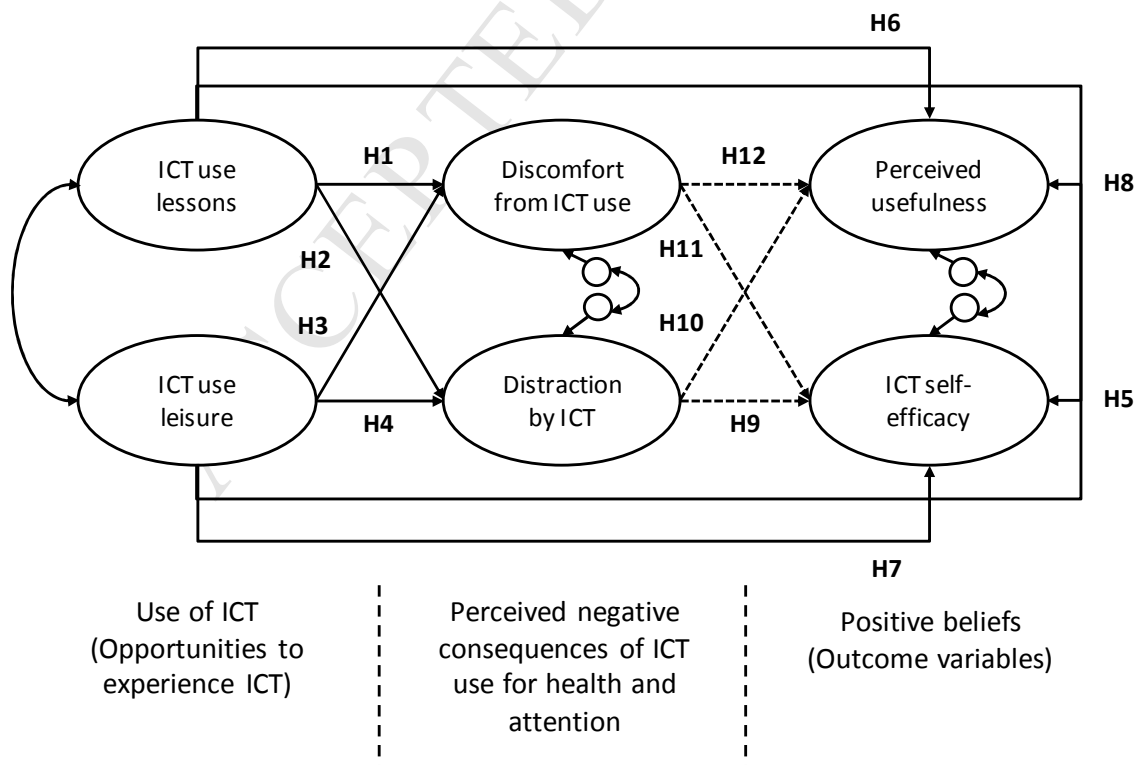 H6
ICT use
lessons
H1
Discomfort
from ICT use
H12
Perceived
usefulness
H8
H2
H11
H3
H10
ICT use
leisure
H4
Distraction
by ICT
H9
ICT self-
efficacy
H5
H7
Use of ICT
(Opportunities to
experience ICT)
Perceived negative
consequences of ICT
use for health and
attention
Positive beliefs
(Outcome variables)